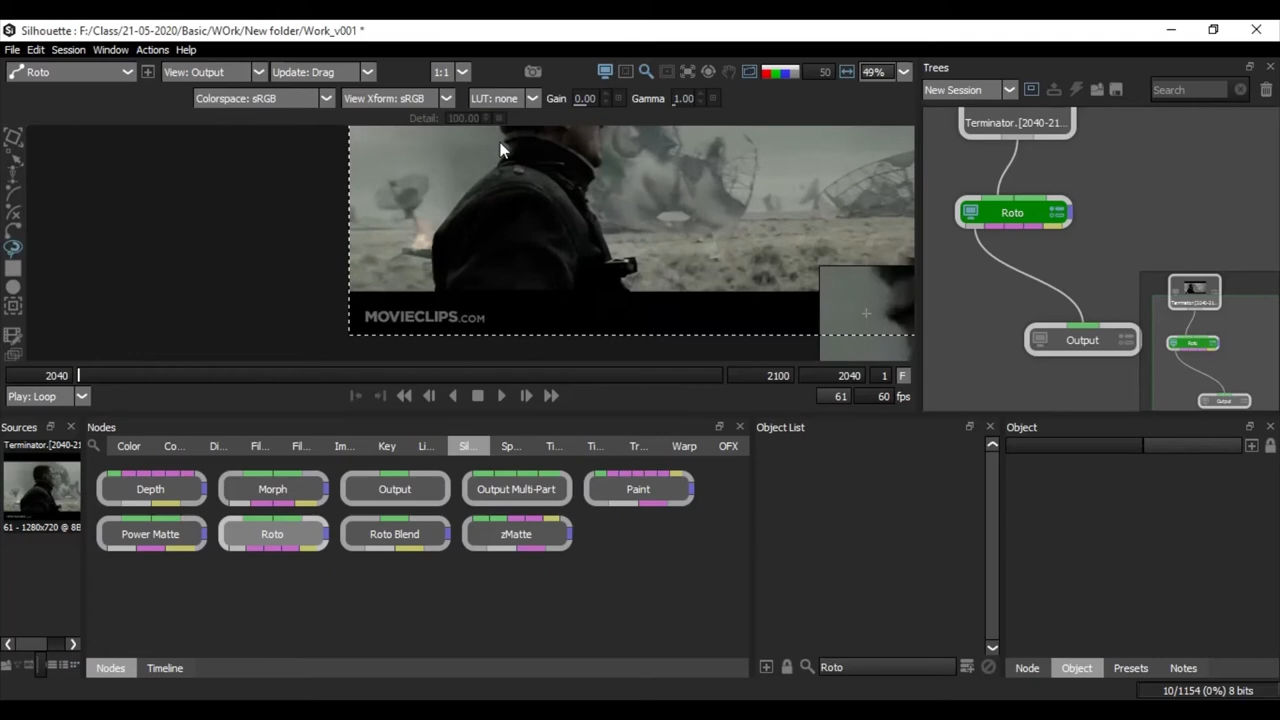 Silhouette : F:/Class/21-05-2020/Basic/WOrk/New folder/Work_v001 *
File Edit Session Window Actions Help
Roto View: Output Update: Drag 1:1 50 49%
Colorspace: sRGB View Xform: sRGB LUT: none Gain 0.00 Gamma 1.00
Detail: 100.00
MOVIECLIPS.COM
2040 2100 2040 1 F
Play: Loop 61 60 fps
Trees
New Session Search
Terminator.[2040-21...
Roto
Output
Terminator.[2040-21...
Roto
Output
Sources
Terminator.[2040-21
61 - 1280x720 @ 8B
Nodes
Color Co... Di... Fil... Fil... Im... Key Li... Sil... Sp... Ti... Ti... Tr... Warp OFX
Depth Morph Output Output Multi-Part Paint
Power Matte Roto Roto Blend zMatte
Nodes Timeline
Object List
Roto
Object
Node Object Presets Notes
10/1154 (0%) 8 bits